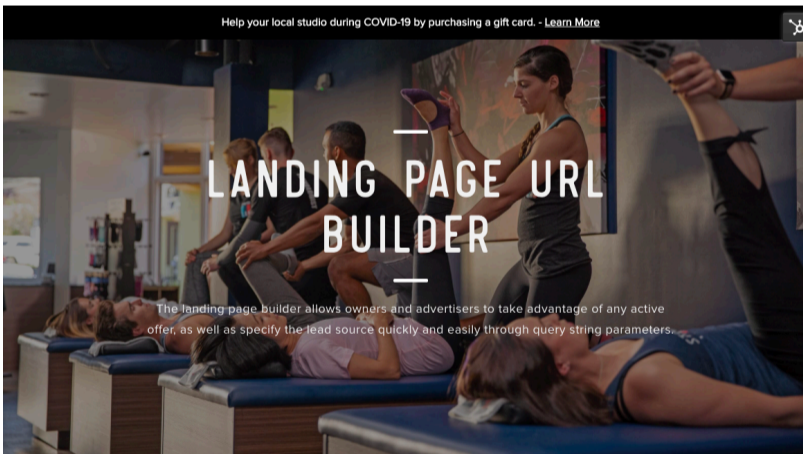 Help your local studio during COVID-19 by purchasing a gift card. - Learn More
LANDING PAGE URL
BUILDER
The landing page builder allows owners and advertisers to take advantage of any active
offer, as well as specify the lead source quickly and easily through query string parameters.